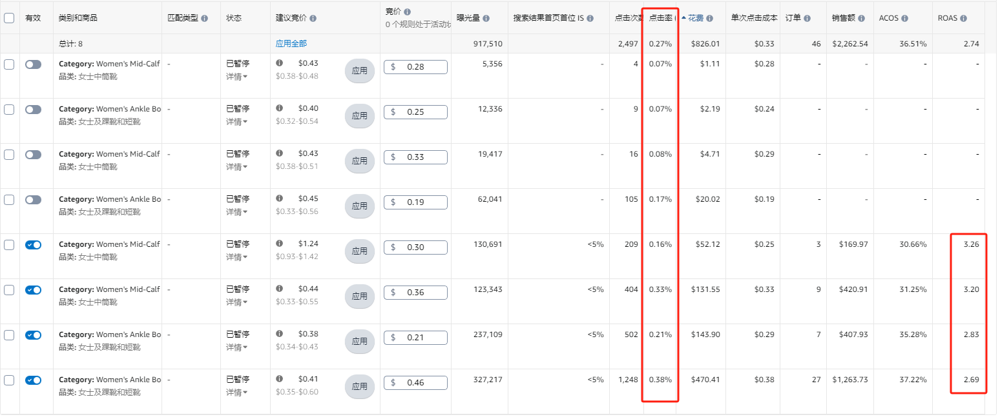 有效 类别和商品 匹配类型 状态 建议竞价 竞价 曝光量 搜索结果首页首位 IS 点击次数 点击率 花费 单次点击成本 订单 销售额 ACOS ROAS
0 个规则处于活动状
总计: 8 应用全部 917,510 2,497 0.27% $826.01 $0.33 46 $2,262.54 36.51% 2.74
Category: Women's Mid-Calf - 已暂停 $0.43 应用 $ 0.28 5,356 - 4 0.07% $1.11 $0.28 - - - -
品类: 女士中筒靴 详情 $0.38-$0.48
Category: Women's Ankle Bo - 已暂停 $0.40 应用 $ 0.25 12,336 - 9 0.07% $2.19 $0.24 - - - -
品类: 女士及踝靴和短靴 详情 $0.32-$0.54
Category: Women's Mid-Calf - 已暂停 $0.43 应用 $ 0.33 19,417 - 16 0.08% $4.71 $0.29 - - - -
品类: 女士中筒靴 详情 $0.38-$0.51
Category: Women's Ankle Bo - 已暂停 $0.45 应用 $ 0.19 62,041 - 105 0.17% $20.02 $0.19 - - - -
品类: 女士及踝靴和短靴 详情 $0.33-$0.56
Category: Women's Mid-Calf - 已暂停 $1.24 应用 $ 0.30 130,691 <5% 209 0.16% $52.12 $0.25 3 $169.97 30.66% 3.26
品类: 女士中筒靴 详情 $0.93-$1.42
Category: Women's Mid-Calf - 已暂停 $0.44 应用 $ 0.36 123,343 <5% 404 0.33% $131.55 $0.33 9 $420.91 31.25% 3.20
品类: 女士中筒靴 详情 $0.33-$0.55
Category: Women's Ankle Bo - 已暂停 $0.38 应用 $ 0.21 237,109 <5% 502 0.21% $143.90 $0.29 7 $407.93 35.28% 2.83
品类: 女士及踝靴和短靴 详情 $0.34-$0.43
Category: Women's Ankle Bo - 已暂停 $0.41 应用 $ 0.46 327,217 <5% 1,248 0.38% $470.41 $0.38 27 $1,263.73 37.22% 2.69
品类: 女士及踝靴和短靴 详情 $0.35-$0.60